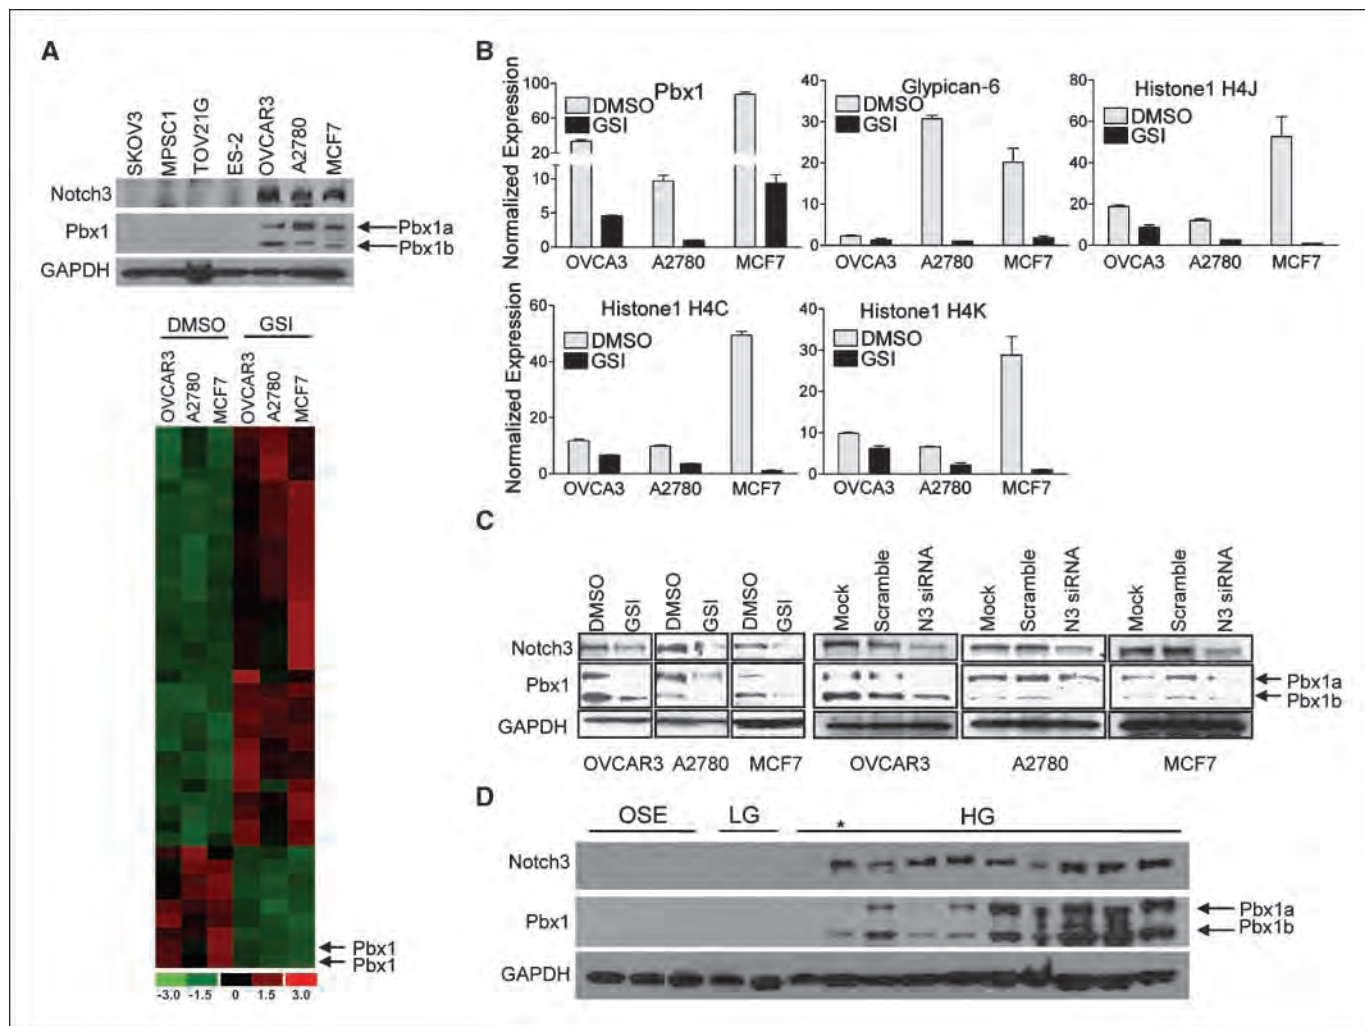 A
SKOV3
MPSC1
TOV21G
ES-2
OVCAR3
A2780
MCF7
Notch3
Pbx1
Pbx1a
Pbx1b
GAPDH
DMSO GSI
OVCAR3
A2780
MCF7
OVCAR3
A2780
MCF7
Pbx1
Pbx1
-3.0 -1.5 0 1.5 3.0
B
Normalized Expression
Pbx1
DMSO
GSI
100
80
60
40
20
10
5
0
OVCA3 A2780 MCF7
Glypican-6
DMSO
GSI
40
30
20
10
0
OVCA3 A2780 MCF7
Histone1 H4J
DMSO
GSI
80
60
40
20
0
OVCA3 A2780 MCF7
Normalized Expression
Histone1 H4C
DMSO
GSI
60
40
20
0
OVCA3 A2780 MCF7
Histone1 H4K
DMSO
GSI
40
30
20
10
0
OVCA3 A2780 MCF7
C
DMSO
GSI
DMSO
GSI
DMSO
GSI
Mock
Scramble
N3 siRNA
Mock
Scramble
N3 siRNA
Mock
Scramble
N3 siRNA
Notch3
Pbx1
Pbx1a
Pbx1b
GAPDH
OVCAR3 A2780 MCF7 OVCAR3 A2780 MCF7
D
OSE LG HG
*
Notch3
Pbx1
Pbx1a
Pbx1b
GAPDH